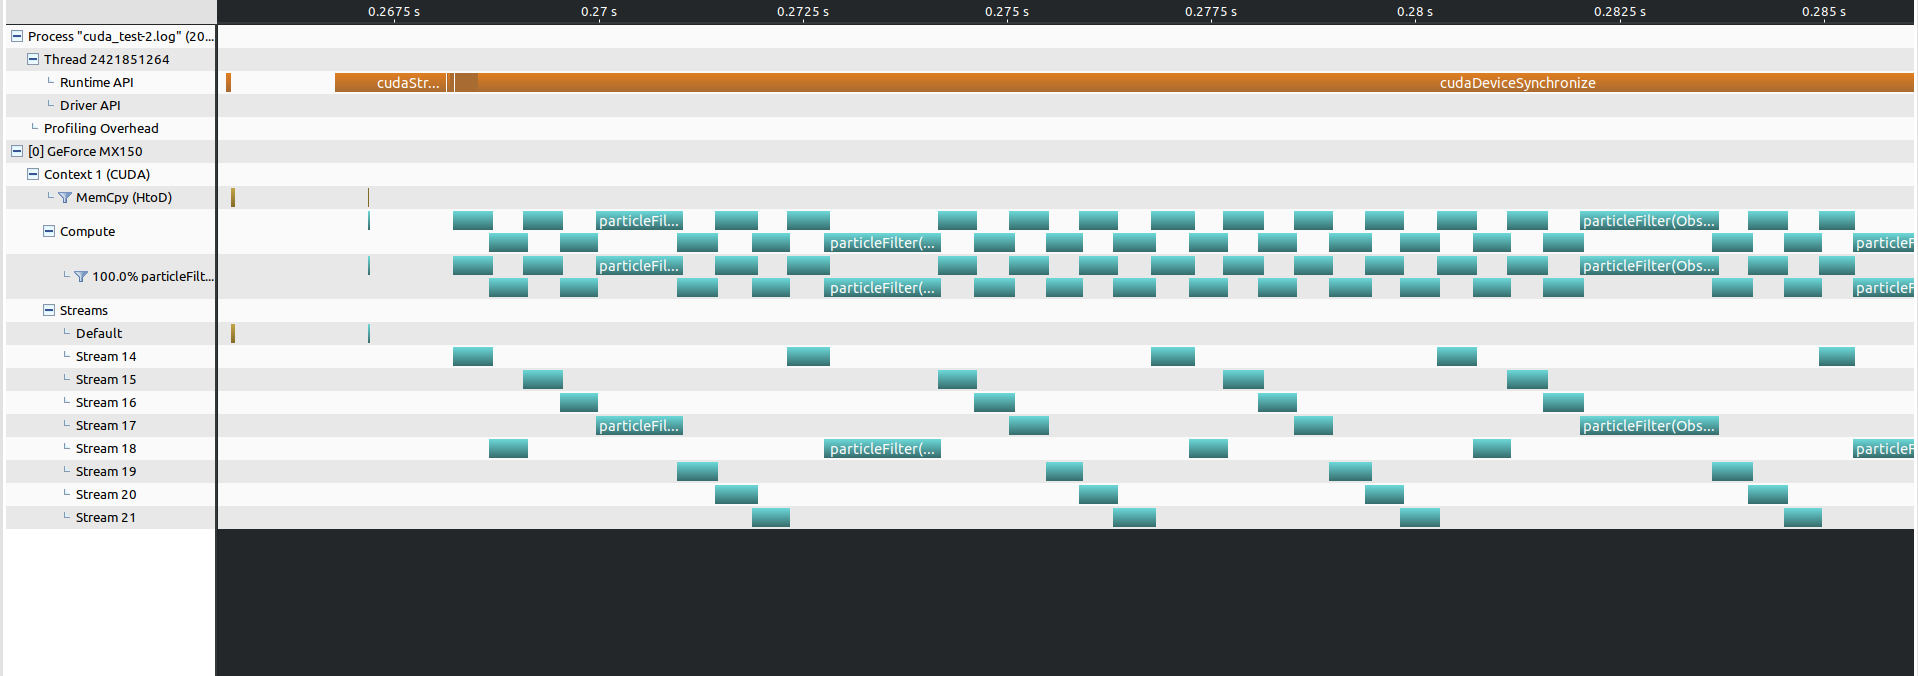 0.2675 s 0.27 s 0.2725 s 0.275 s 0.2775 s 0.28 s 0.2825 s 0.285 s
Process "cuda_test-2.log" (20...
Thread 2421851264
Runtime API cudaStr... cudaDeviceSynchronize
Driver API
Profiling Overhead
[0] GeForce MX150
Context 1 (CUDA)
MemCpy (HtoD)
particleFil... particleFilter(Obs...
Compute
particleFilter(... particleF
particleFil... particleFilter(Obs...
100.0% particleFilt...
particleFilter(... particleF
Streams
Default
Stream 14
Stream 15
Stream 16
Stream 17 particleFil... particleFilter(Obs...
Stream 18 particleFilter(... particleF
Stream 19
Stream 20
Stream 21